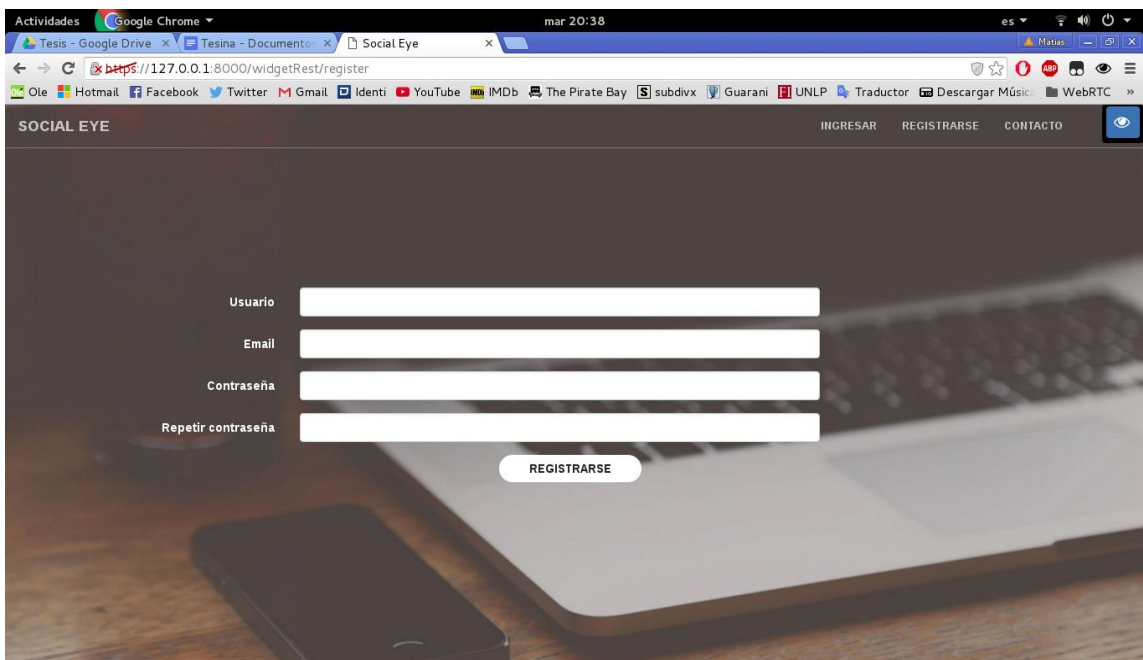 Actividades Google Chrome mar 20:38 es
Tesis - Google Drive Tesina - Documentos Social Eye Matias
https://127.0.0.1:8000/widgetRest/register ABP
Ole Hotmail Facebook Twitter Gmail Identi YouTube IMDb The Pirate Bay subdivx Guarani UNLP Traductor Descargar Música WebRTC »
SOCIAL EYE INGRESAR REGISTRARSE CONTACTO
Usuario
Email
Contraseña
Repetir contraseña
REGISTRARSE